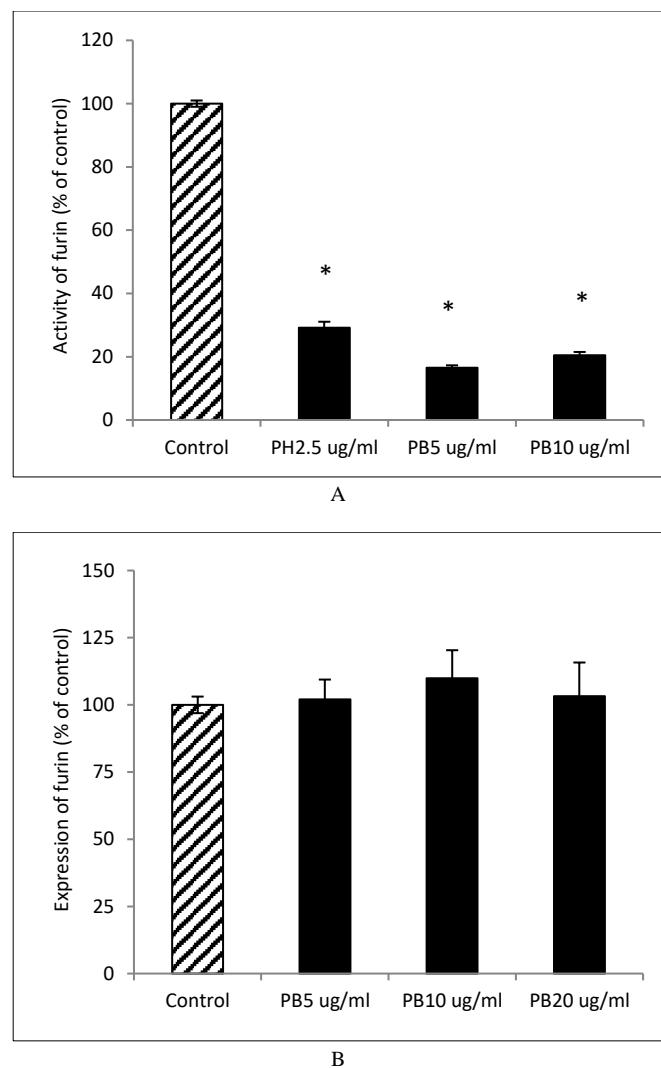 120
100
80
60
40
20
0
Activity of furin (% of control)
*
*
*
Control PH2.5 ug/ml PB5 ug/ml PB10 ug/ml
A
150
125
100
75
50
25
0
Expression of furin (% of control)
Control PB5 ug/ml PB10 ug/ml PB20 ug/ml
B